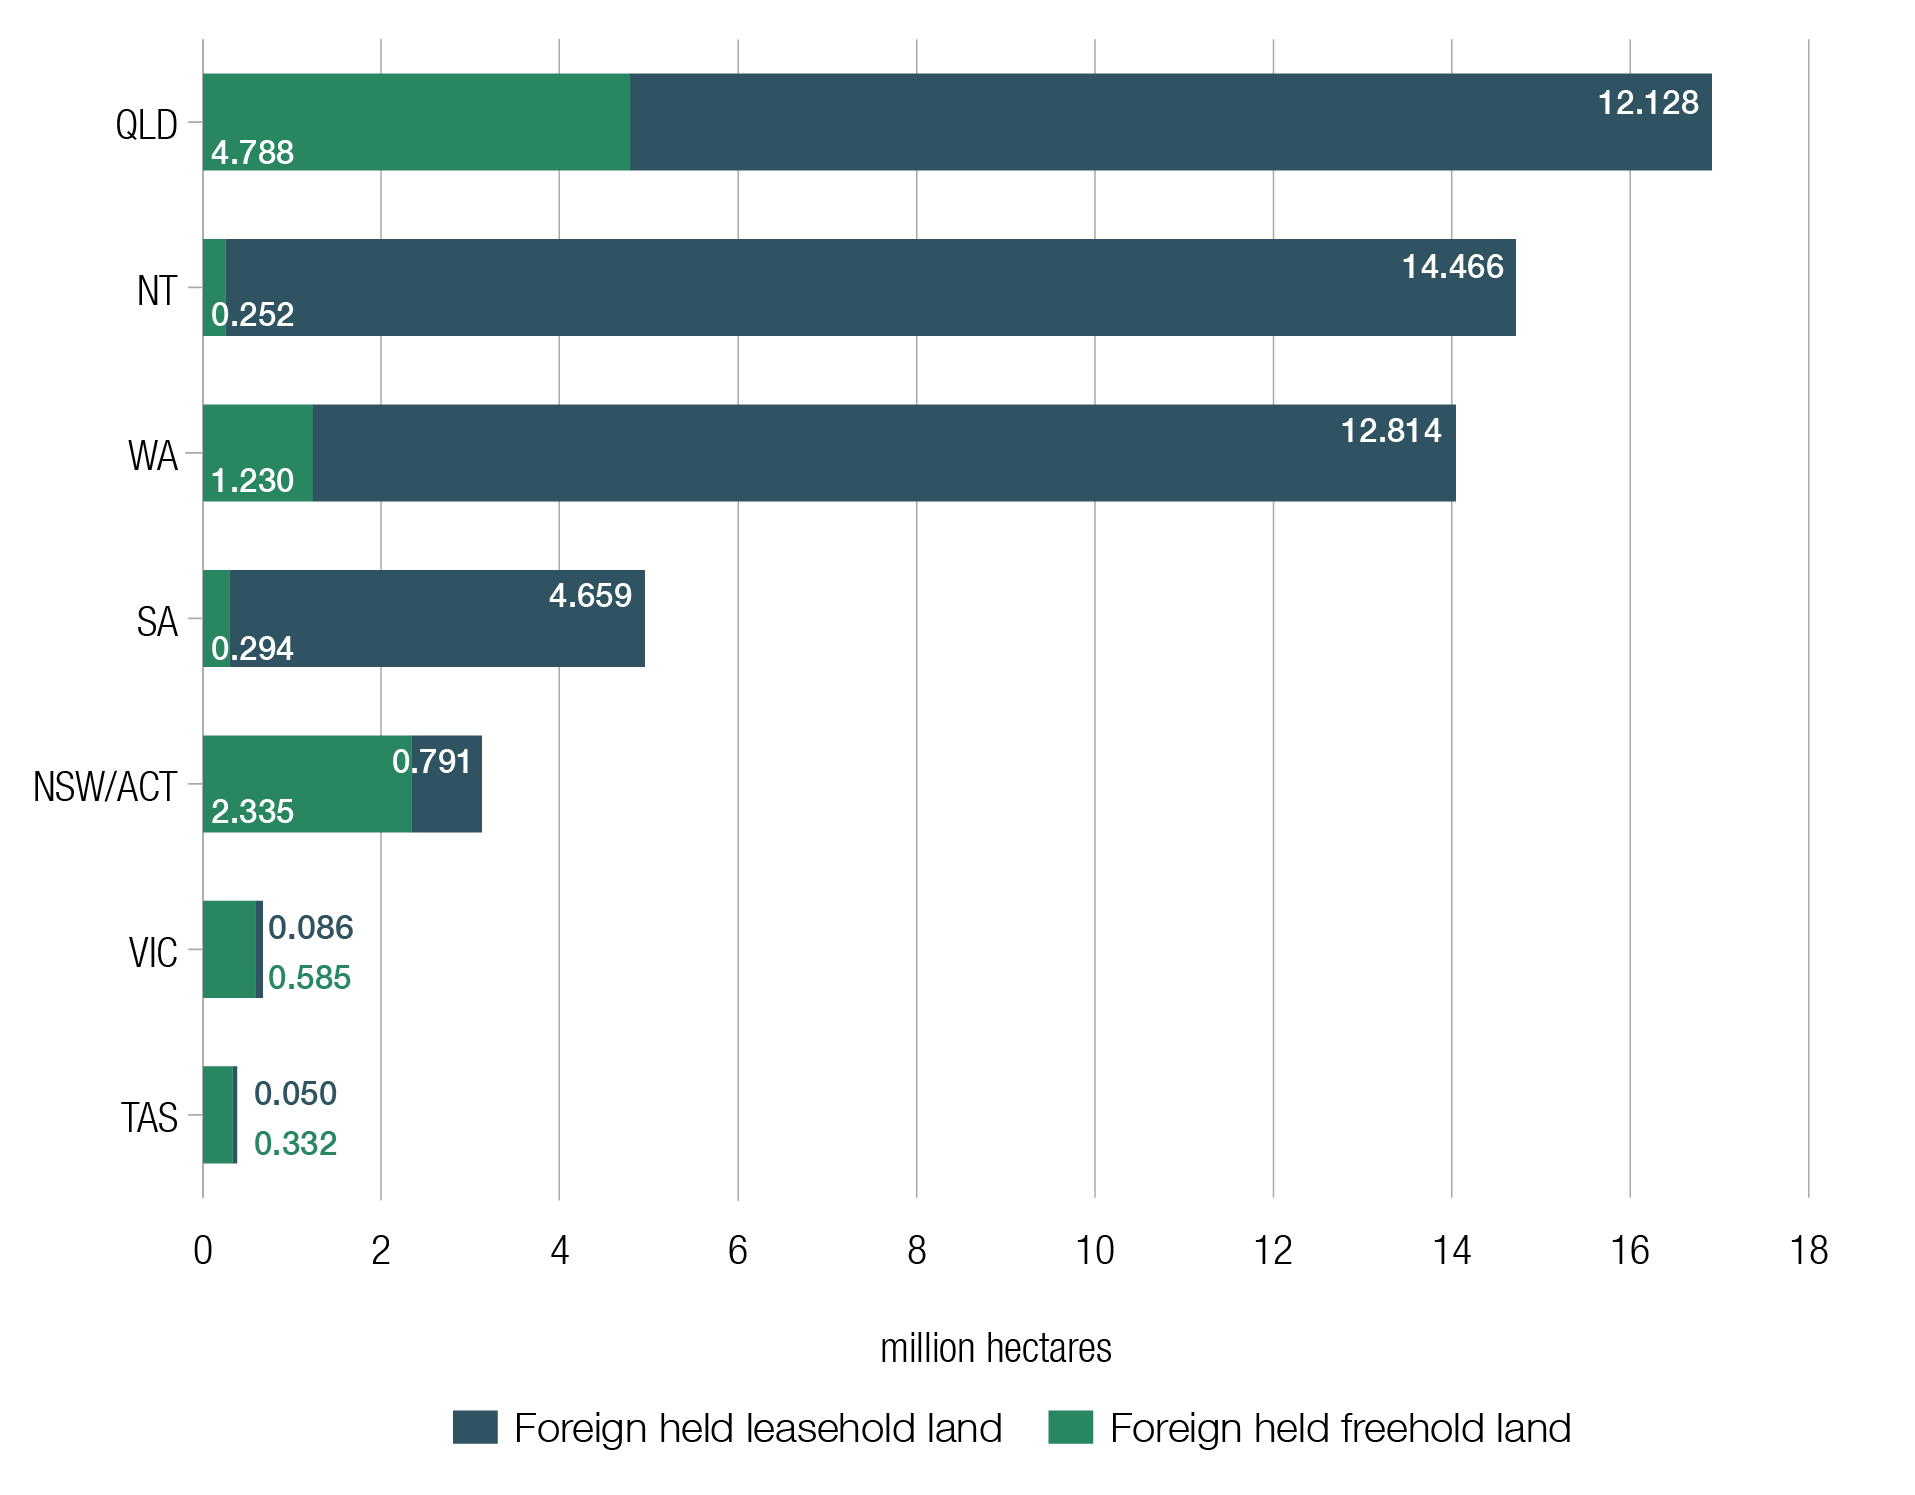 QLD
12.128
4.788
NT
14.466
0.252
WA
12.814
1.230
SA
4.659
0.294
NSW/ACT
0.791
2.335
VIC
0.086
0.585
TAS
0.050
0.332
0 2 4 6 8 10 12 14 16 18
million hectares
Foreign held leasehold land Foreign held freehold land